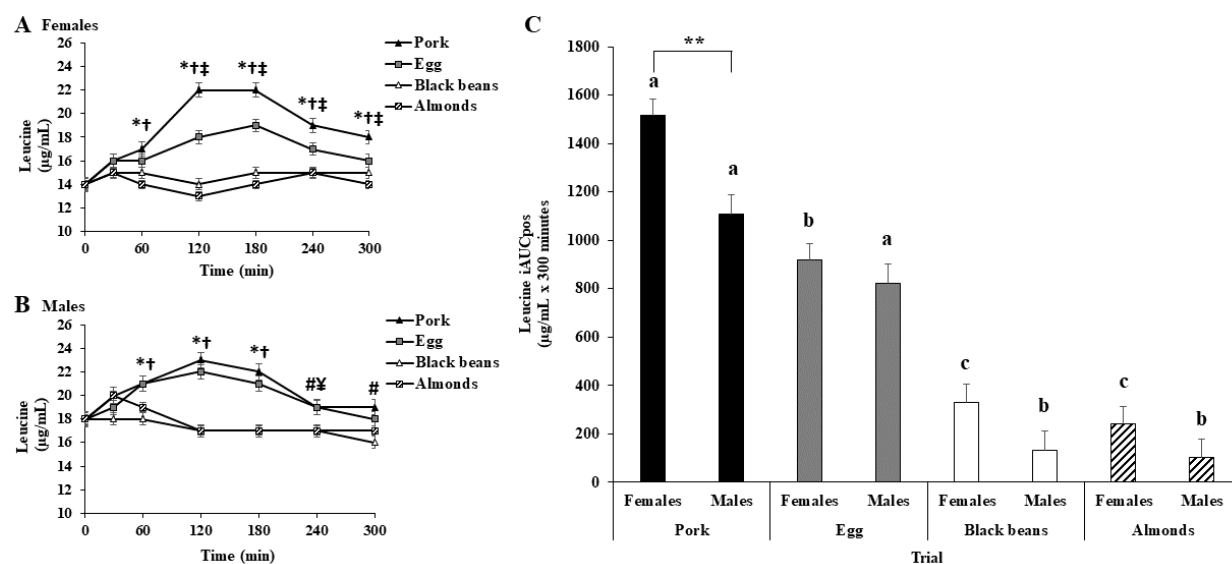 A Females
26
24
22
20
18
16
14
12
10
Leucine
(µg/mL)
*†
*†‡
*†‡
*†‡
*†‡
Pork
Egg
Black beans
Almonds
0 60 120 180 240 300
Time (min)
B Males
26
24
22
20
18
16
14
12
10
Leucine
(µg/mL)
*†
*†
*†
#¥
#
Pork
Egg
Black beans
Almonds
0 60 120 180 240 300
Time (min)
C
1800
1600
1400
1200
1000
800
600
400
200
0
Leucine iAUCpos
(µg/mL x 300 minutes
**
a
a
b
a
c
b
c
b
Females Males Females Males Females Males Females Males
Pork Egg Black beans Almonds
Trial